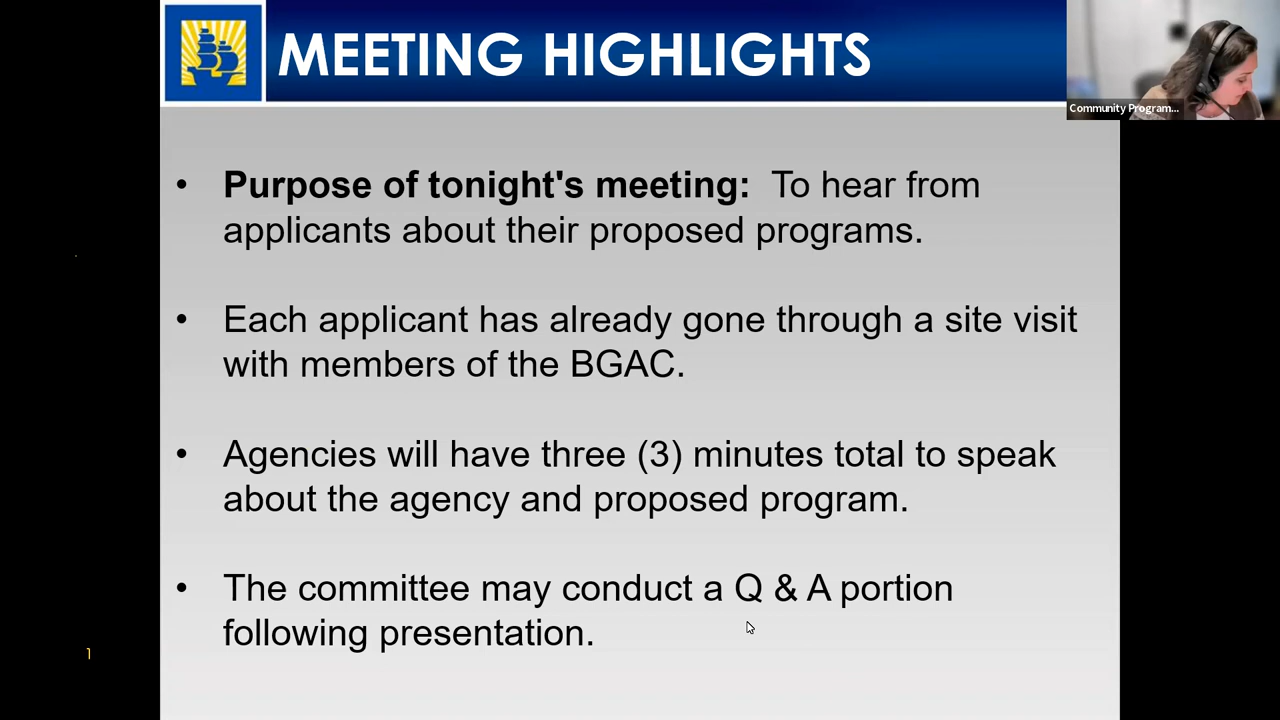 MEETING HIGHLIGHTS
Community Program...
• Purpose of tonight's meeting: To hear from
applicants about their proposed programs.
• Each applicant has already gone through a site visit
with members of the BGAC.
• Agencies will have three (3) minutes total to speak
about the agency and proposed program.
• The committee may conduct a Q & A portion
following presentation.
1